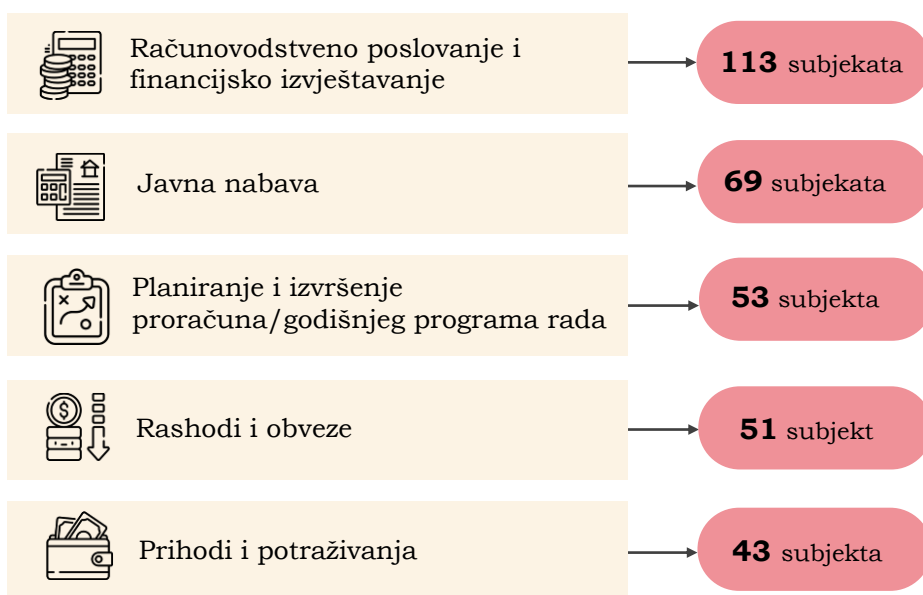 Računovodstveno poslovanje i
financijsko izvještavanje
113 subjekata
Javna nabava
69 subjekata
Planiranje i izvršenje
proračuna/godišnjeg programa rada
53 subjekta
Rashodi i obveze
51 subjekt
Prihodi i potraživanja
43 subjekta